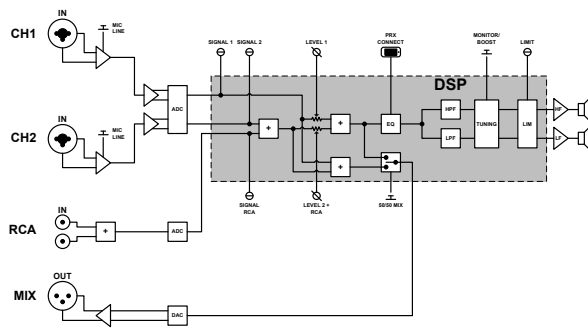 IN
CH1
MIC
LINE
SIGNAL 1
SIGNAL 2
LEVEL 1
PRX
CONNECT
MONITOR/
BOOST
LIMIT
DSP
ADC
IN
CH2
MIC
LINE
+
+
EQ
HPF
LPF
TUNING
LIM
HF
LF
+
SIGNAL
RCA
LEVEL 2 +
RCA
50/50 MIX
IN
RCA
+
ADC
OUT
MIX
DAC